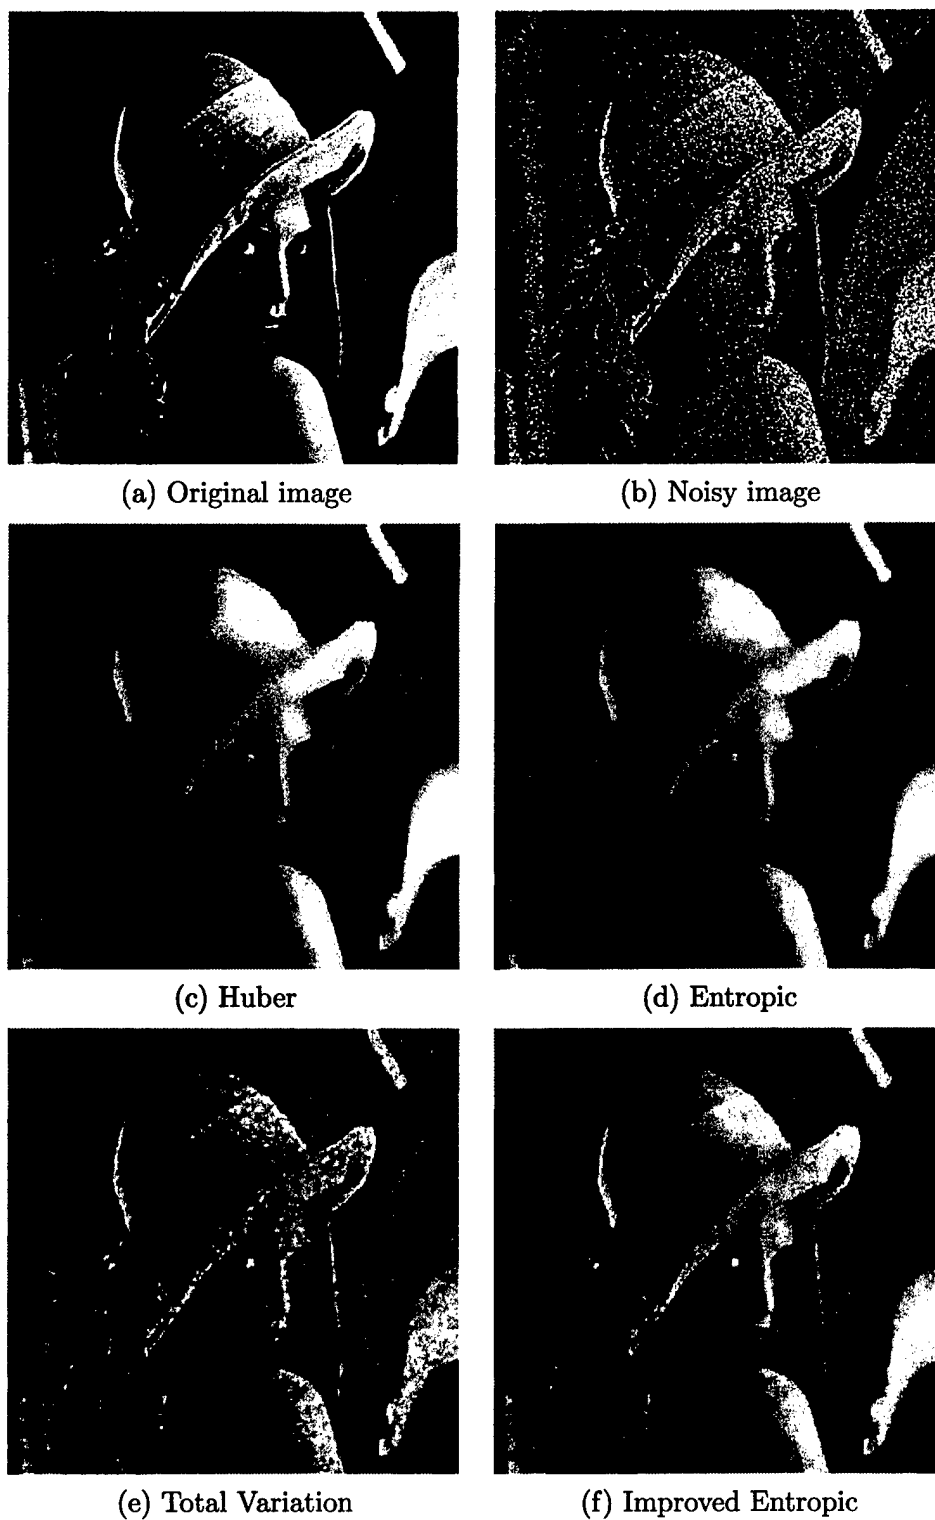 (a) Original image
(b) Noisy image
(c) Huber
(d) Entropic
(e) Total Variation
(f) Improved Entropic